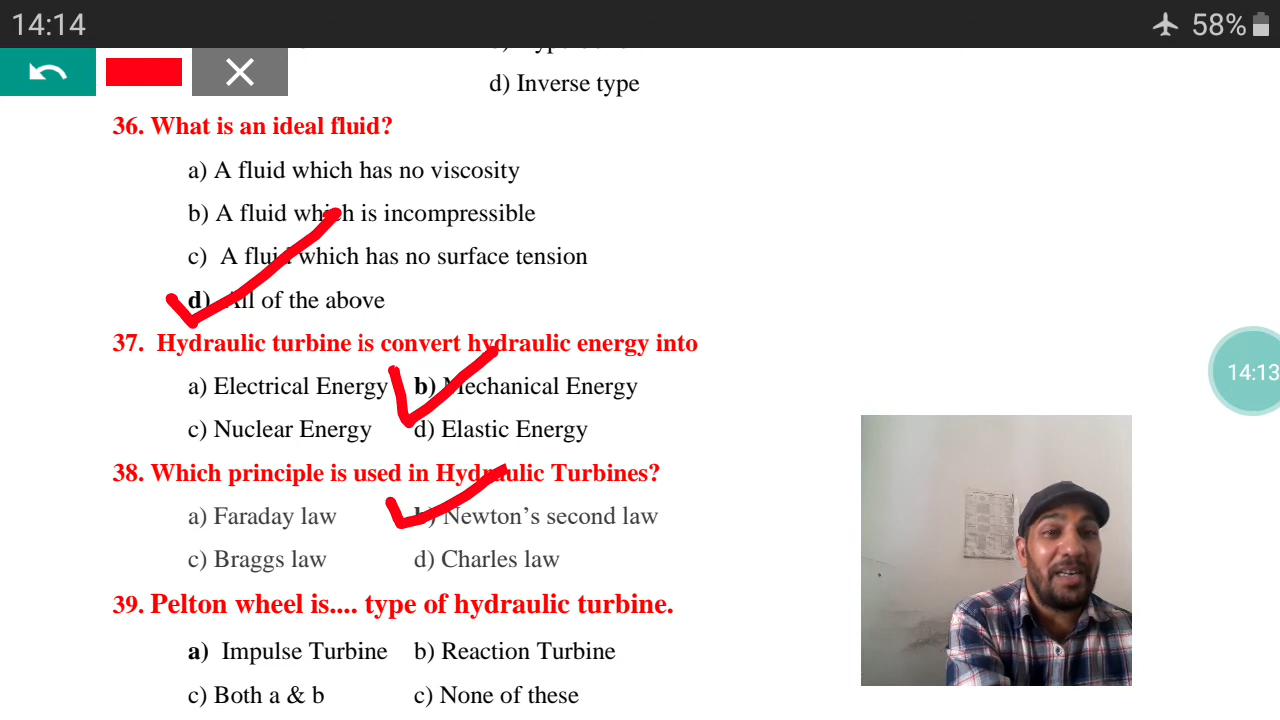 14:14
58%
d) Inverse type
36. What is an ideal fluid?
a) A fluid which has no viscosity
b) A fluid which is incompressible
c) A fluid which has no surface tension
d) All of the above
37. Hydraulic turbine is convert hydraulic energy into
a) Electrical Energy b) Mechanical Energy
c) Nuclear Energy d) Elastic Energy
38. Which principle is used in Hydraulic Turbines?
a) Faraday law b) Newton's second law
c) Braggs law d) Charles law
39. Pelton wheel is.... type of hydraulic turbine.
a) Impulse Turbine b) Reaction Turbine
c) Both a & b c) None of these
14:13